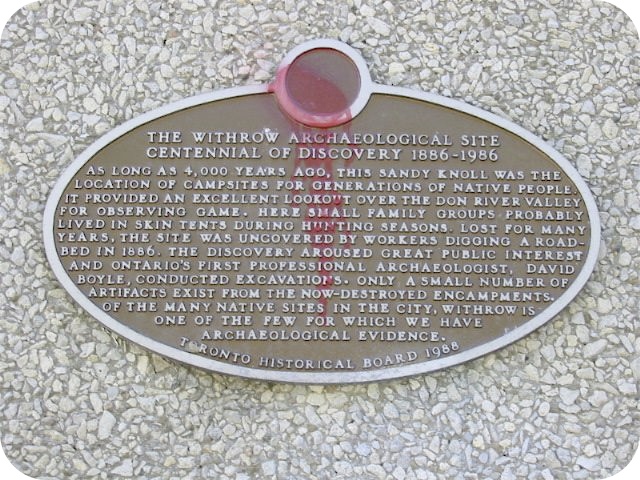 THE WITHROW ARCHAEOLOGICAL SITE
CENTENNIAL OF DISCOVERY 1886-1986
AS LONG AS 4,000 YEARS AGO, THIS SANDY KNOLL WAS THE
LOCATION OF CAMPSITES FOR GENERATIONS OF NATIVE PEOPLE.
IT PROVIDED AN EXCELLENT LOOKOUT OVER THE DON RIVER VALLEY
FOR OBSERVING GAME. HERE SMALL FAMILY GROUPS PROBABLY
LIVED IN SKIN TENTS DURING HUNTING SEASONS. LOST FOR MANY
YEARS, THE SITE WAS UNCOVERED BY WORKERS DIGGING A ROAD-
BED IN 1886. THE DISCOVERY AROUSED GREAT PUBLIC INTEREST
AND ONTARIO'S FIRST PROFESSIONAL ARCHAEOLOGIST, DAVID
BOYLE, CONDUCTED EXCAVATIONS. ONLY A SMALL NUMBER OF
ARTIFACTS EXIST FROM THE NOW-DESTROYED ENCAMPMENTS.
OF THE MANY NATIVE SITES IN THE CITY, WITHROW IS
ONE OF THE FEW FOR WHICH WE HAVE
ARCHAEOLOGICAL EVIDENCE.
TORONTO HISTORICAL BOARD 1988